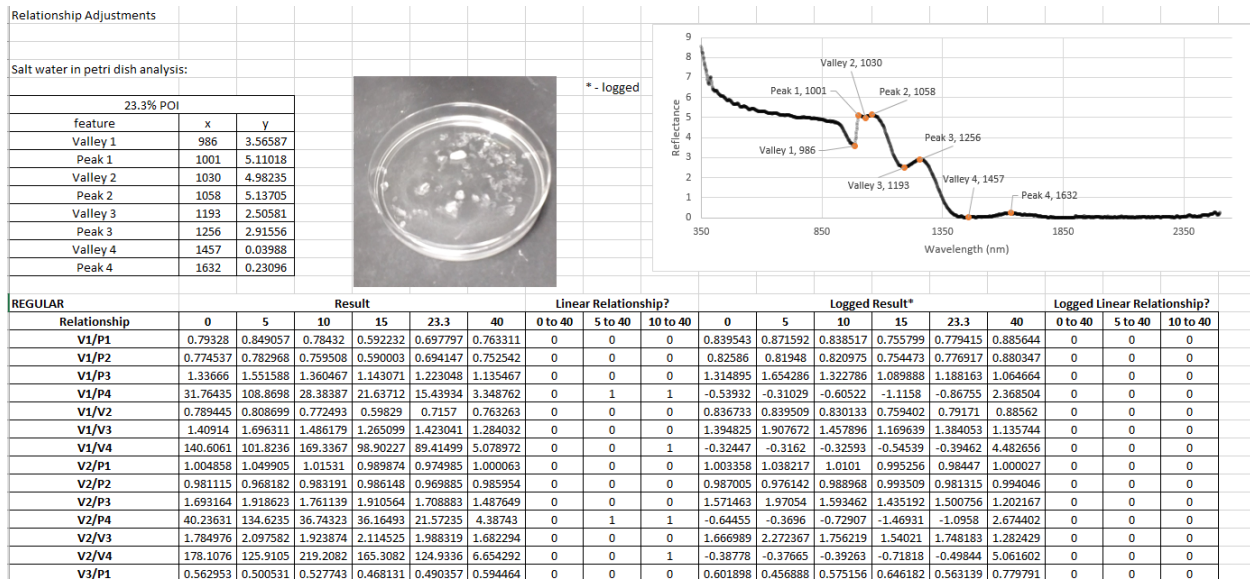 Relationship Adjustments
Salt water in petri dish analysis:
* - logged
23.3% POI
feature x y
Valley 1 986 3.56587
Peak 1 1001 5.11018
Valley 2 1030 4.98235
Peak 2 1058 5.13705
Valley 3 1193 2.50581
Peak 3 1256 2.91556
Valley 4 1457 0.03988
Peak 4 1632 0.23096
9
8
7
6
5
4
3
2
1
0
Reflectance
Valley 2, 1030
Peak 1, 1001
Peak 2, 1058
Peak 3, 1256
Valley 1, 986
Valley 3, 1193
Valley 4, 1457
Peak 4, 1632
350 850 1350 1850 2350
Wavelength (nm)
REGULAR Result Linear Relationship? Logged Result* Logged Linear Relationship?
Relationship 0 5 10 15 23.3 40 0 to 40 5 to 40 10 to 40 0 5 10 15 23.3 40 0 to 40 5 to 40 10 to 40
V1/P1 0.79328 0.849057 0.78432 0.592232 0.697797 0.763311 0 0 0 0.839543 0.871592 0.838517 0.755799 0.779415 0.885644 0 0 0
V1/P2 0.774537 0.782968 0.759508 0.590003 0.694147 0.752542 0 0 0 0.82586 0.81948 0.820975 0.754473 0.776917 0.880347 0 0 0
V1/P3 1.33666 1.551588 1.360467 1.143071 1.223048 1.135467 0 0 0 1.314895 1.654286 1.322786 1.089888 1.188163 1.064664 0 0 0
V1/P4 31.76435 108.8698 28.38387 21.63712 15.43934 3.348762 0 1 1 -0.53932 -0.31029 -0.60522 -1.1158 -0.86755 2.368504 0 0 0
V1/V2 0.789445 0.808699 0.772493 0.59829 0.7157 0.763263 0 0 0 0.836733 0.839509 0.830133 0.759402 0.79171 0.88562 0 0 0
V1/V3 1.40914 1.696311 1.486179 1.265099 1.423041 1.284032 0 0 0 1.394825 1.907672 1.457896 1.169639 1.384053 1.135744 0 0 0
V1/V4 140.6061 101.8236 169.3367 98.90227 89.41499 5.078972 0 0 1 -0.32447 -0.3162 -0.32593 -0.54539 -0.39462 4.482656 0 0 0
V2/P1 1.004858 1.049905 1.01531 0.989874 0.974985 1.000063 0 0 0 1.003358 1.038217 1.0101 0.995256 0.98447 1.000027 0 0 0
V2/P2 0.981115 0.968182 0.983191 0.986148 0.969885 0.985954 0 0 0 0.987005 0.976142 0.988968 0.993509 0.981315 0.994046 0 0 0
V2/P3 1.693164 1.918623 1.761139 1.910564 1.708883 1.487649 0 0 0 1.571463 1.97054 1.593462 1.435192 1.500756 1.202167 0 0 0
V2/P4 40.23631 134.6235 36.74323 36.16493 21.57235 4.38743 0 1 1 -0.64455 -0.3696 -0.72907 -1.46931 -1.0958 2.674402 0 0 0
V2/V3 1.784976 2.097582 1.923874 2.114525 1.988319 1.682294 0 0 0 1.666989 2.272367 1.756219 1.54021 1.748183 1.282429 0 0 0
V2/V4 178.1076 125.9105 219.2082 165.3082 124.9336 6.654292 0 0 1 -0.38778 -0.37665 -0.39263 -0.71818 -0.49844 5.061602 0 0 0
V3/P1 0.562953 0.500531 0.527743 0.468131 0.490357 0.594464 0 0 0 0.601898 0.456888 0.575156 0.646182 0.563139 0.779791 0 0 0